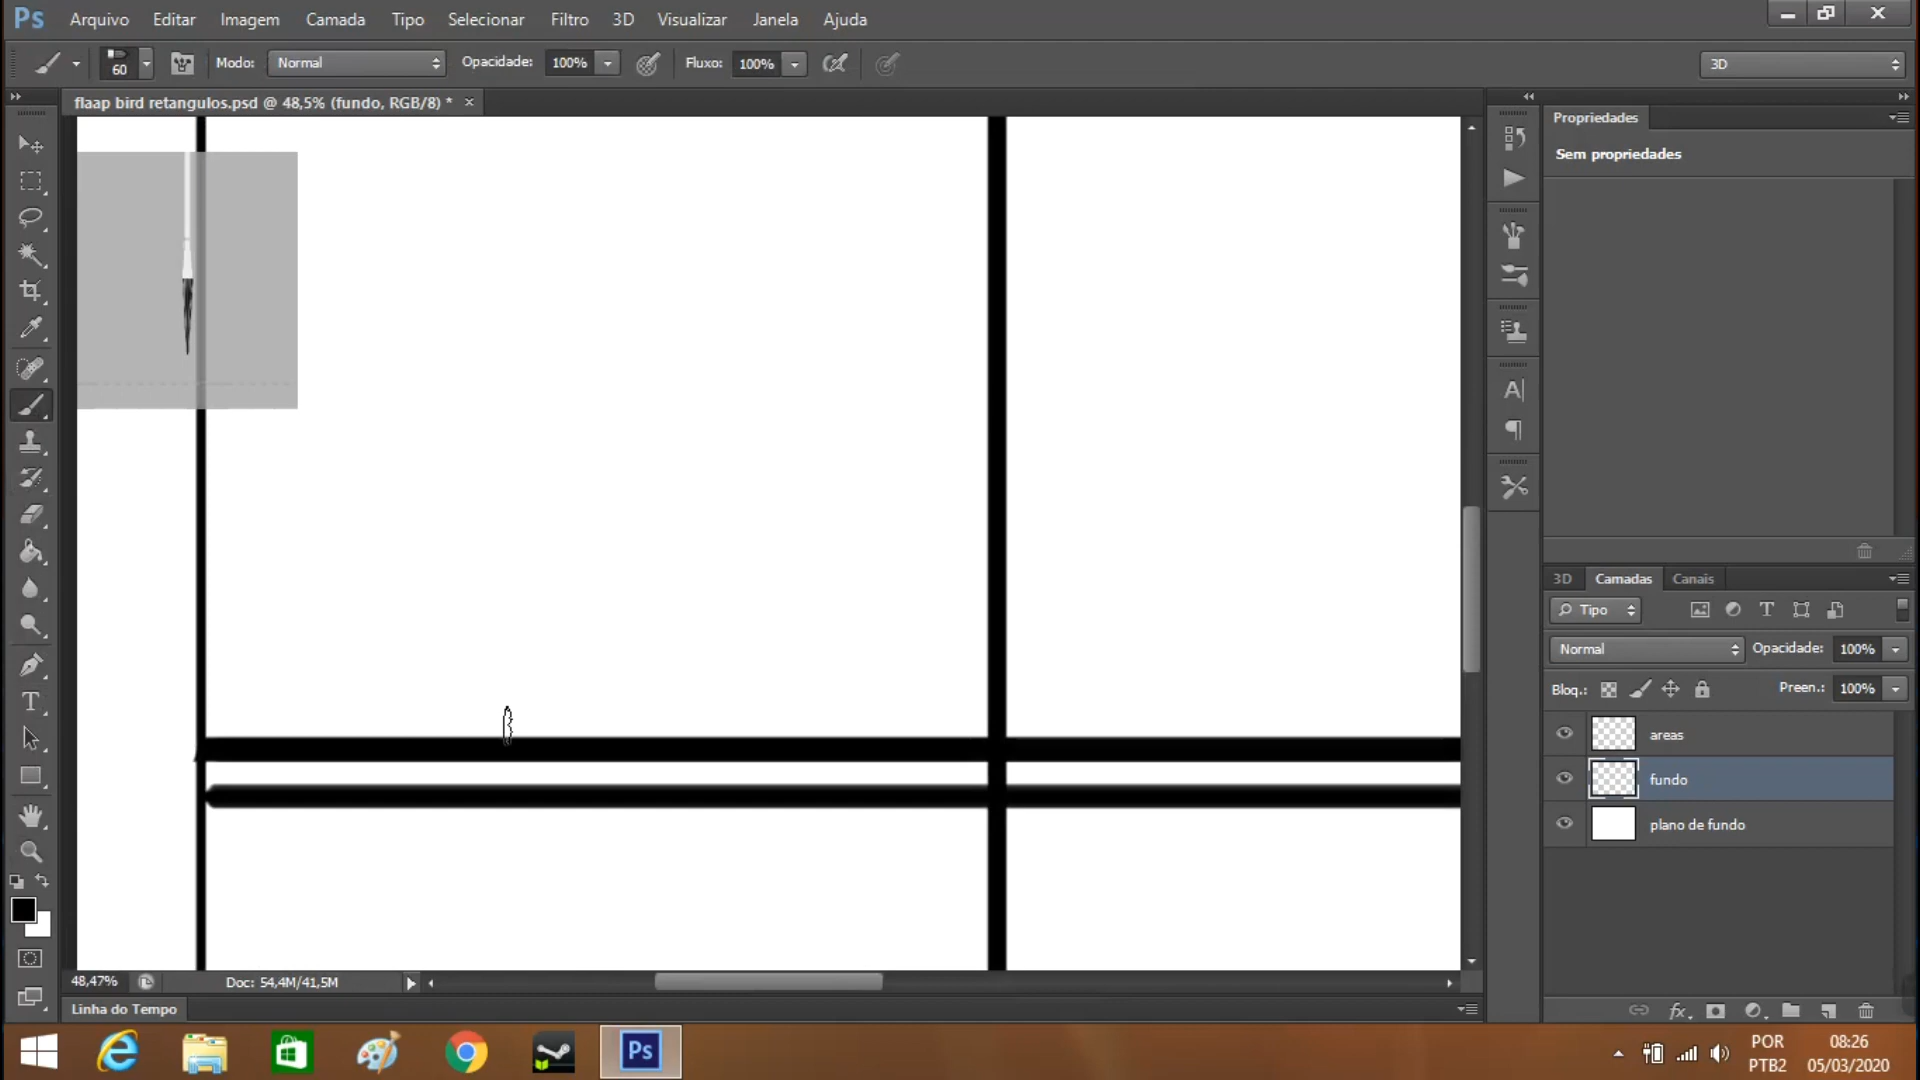 Ps Arquivo Editar Imagem Camada Tipo Selecionar Filtro 3D Visualizar Janela Ajuda
60 Modo: Normal Opacidade: 100% Fluxo: 100% 3D
flaap bird retangulos.psd @ 48,5% (fundo, RGB/8) *
Propriedades
Sem propriedades
3D Camadas Canais
Tipo
Normal Opacidade: 100%
Bloq.: Preen.: 100%
areas
fundo
plano de fundo
48,47% Doc: 54,4M/41,5M
Linha do Tempo
Ps
POR 08:26
PTB2 05/03/2020